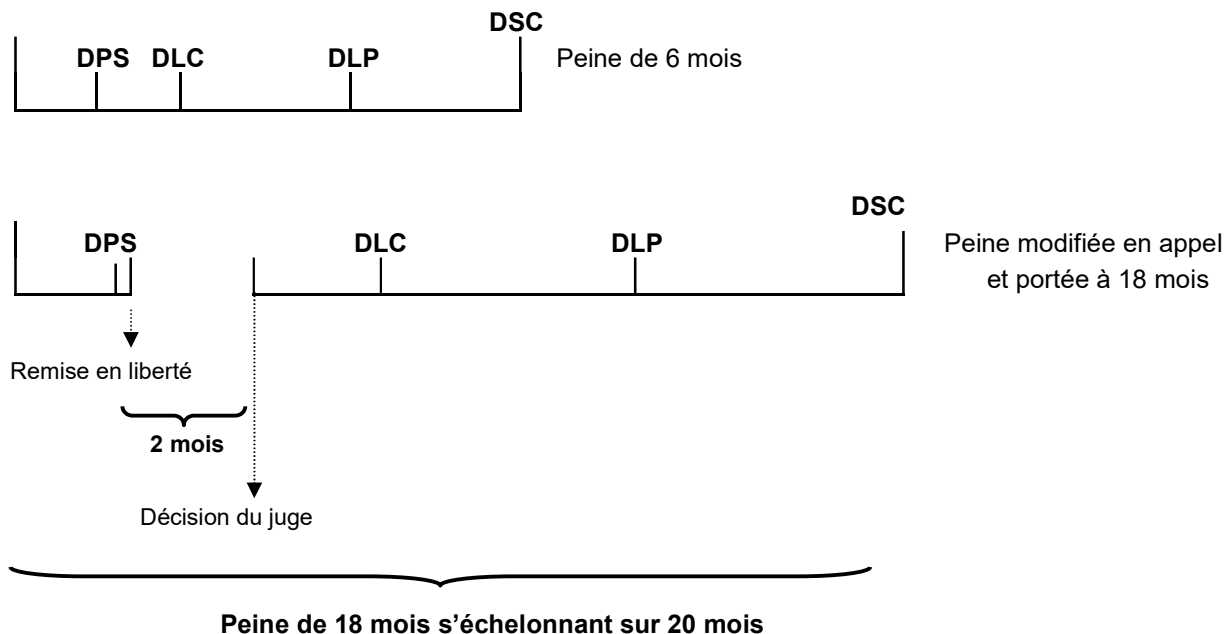 DSC
DPS DLC DLP Peine de 6 mois
DSC
DPS DLC DLP Peine modifiée en appel
et portée à 18 mois
Remise en liberté
2 mois
Décision du juge
Peine de 18 mois s’échelonnant sur 20 mois